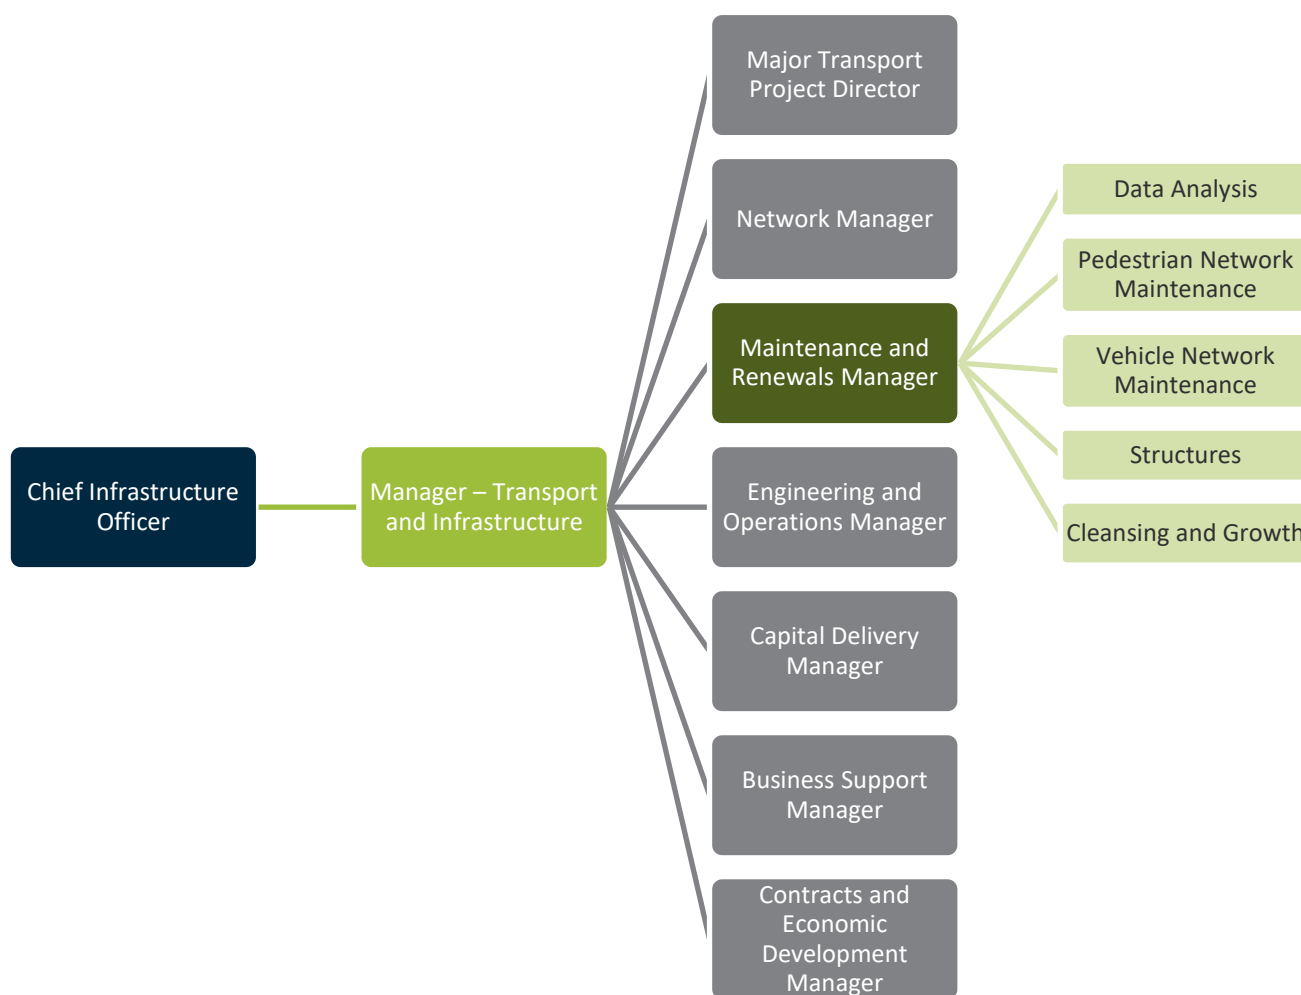 Chief Infrastructure
Officer
Manager – Transport
and Infrastructure
Major Transport
Project Director
Network Manager
Maintenance and
Renewals Manager
Engineering and
Operations Manager
Capital Delivery
Manager
Business Support
Manager
Contracts and
Economic
Development
Manager
Data Analysis
Pedestrian Network
Maintenance
Vehicle Network
Maintenance
Structures
Cleansing and Growth